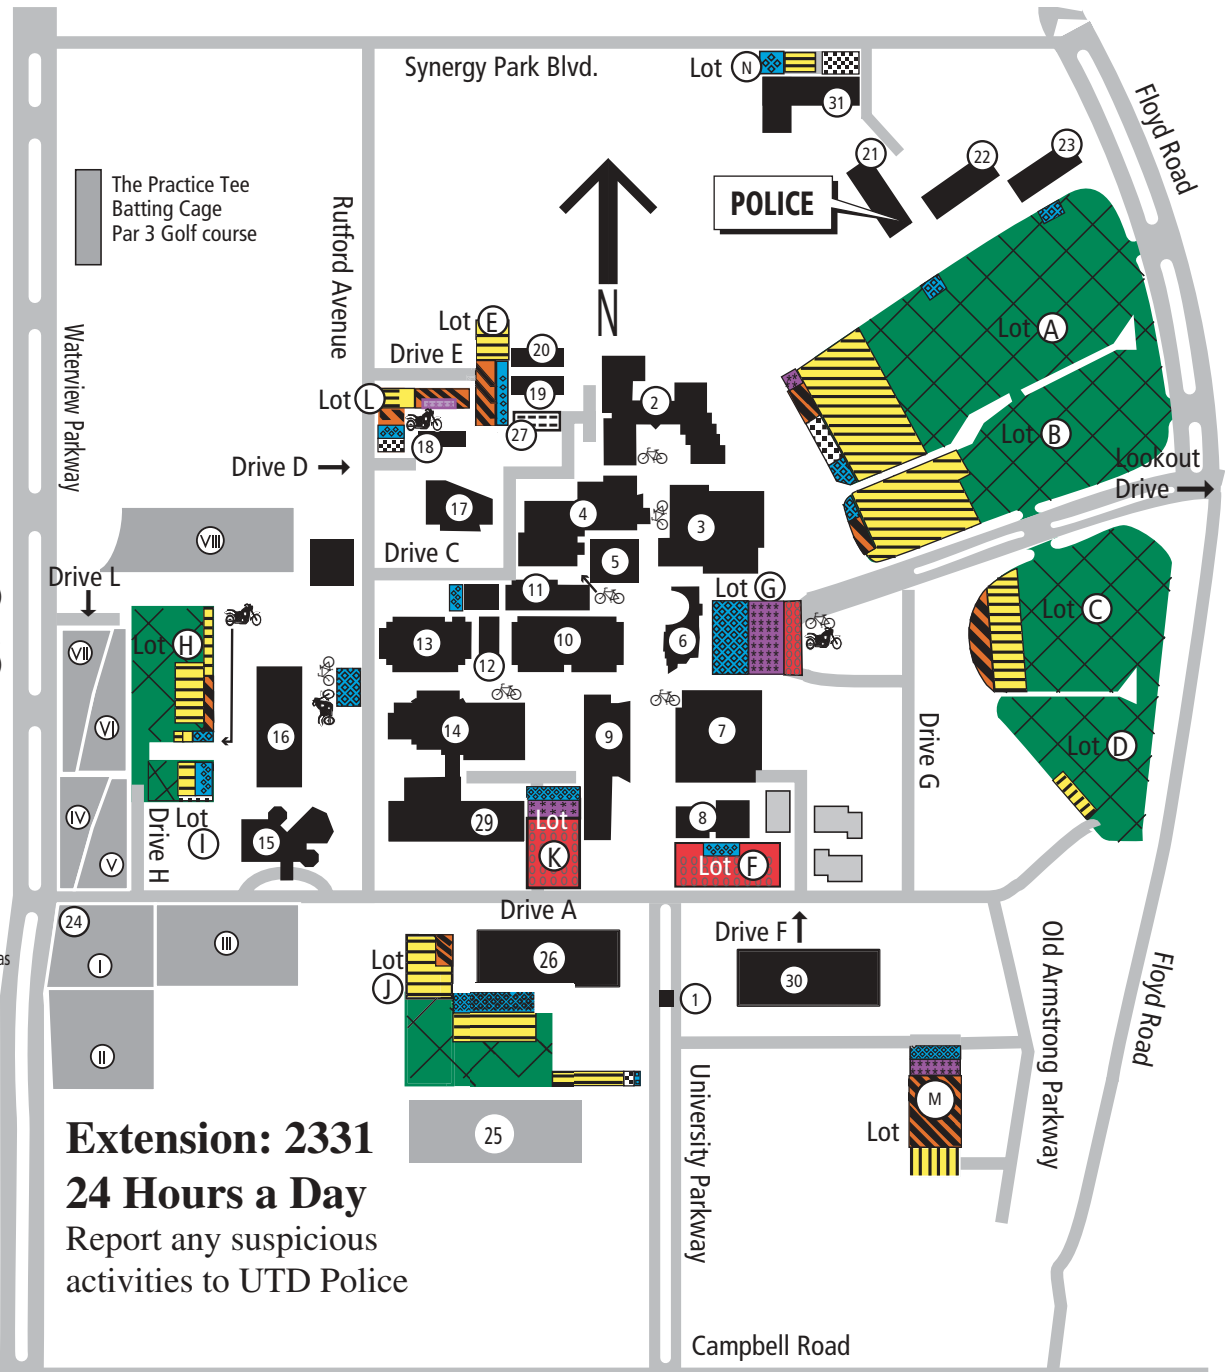 Synergy Park Blvd.
Lot N
31
Floyd Road
21
22
23
The Practice Tee
Batting Cage
Par 3 Golf course
POLICE
Rutford Avenue
N
Lot E
Drive E
20
19
27
Lot L
18
2
Lot A
Lot B
Waterview Parkway
Drive D
Lookout
Drive
17
4
3
VIII
Drive C
5
Drive L
11
Lot G
Lot C
Lot H
VII
13
12
10
6
VI
16
14
9
7
Drive G
Lot D
IV
V
Drive H
Lot
I
15
29
Lot
K
8
Lot F
Drive A
24
I
III
II
Lot
J
26
Drive F
30
1
Old Armstrong Parkway
Floyd Road
as
25
University Parkway
M
Lot
Extension: 2331
24 Hours a Day
Report any suspicious
activities to UTD Police
Campbell Road